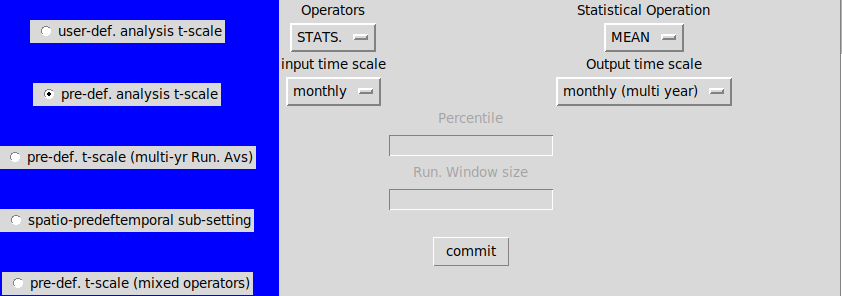 user-def. analysis t-scale
pre-def. analysis t-scale
pre-def. t-scale (multi-yr Run. Avs)
spatio-predeftemporal sub-setting
pre-def. t-scale (mixed operators)
Operators
Statistical Operation
STATS.
MEAN
input time scale
Output time scale
monthly
monthly (multi year)
Percentile
Run. Window size
commit